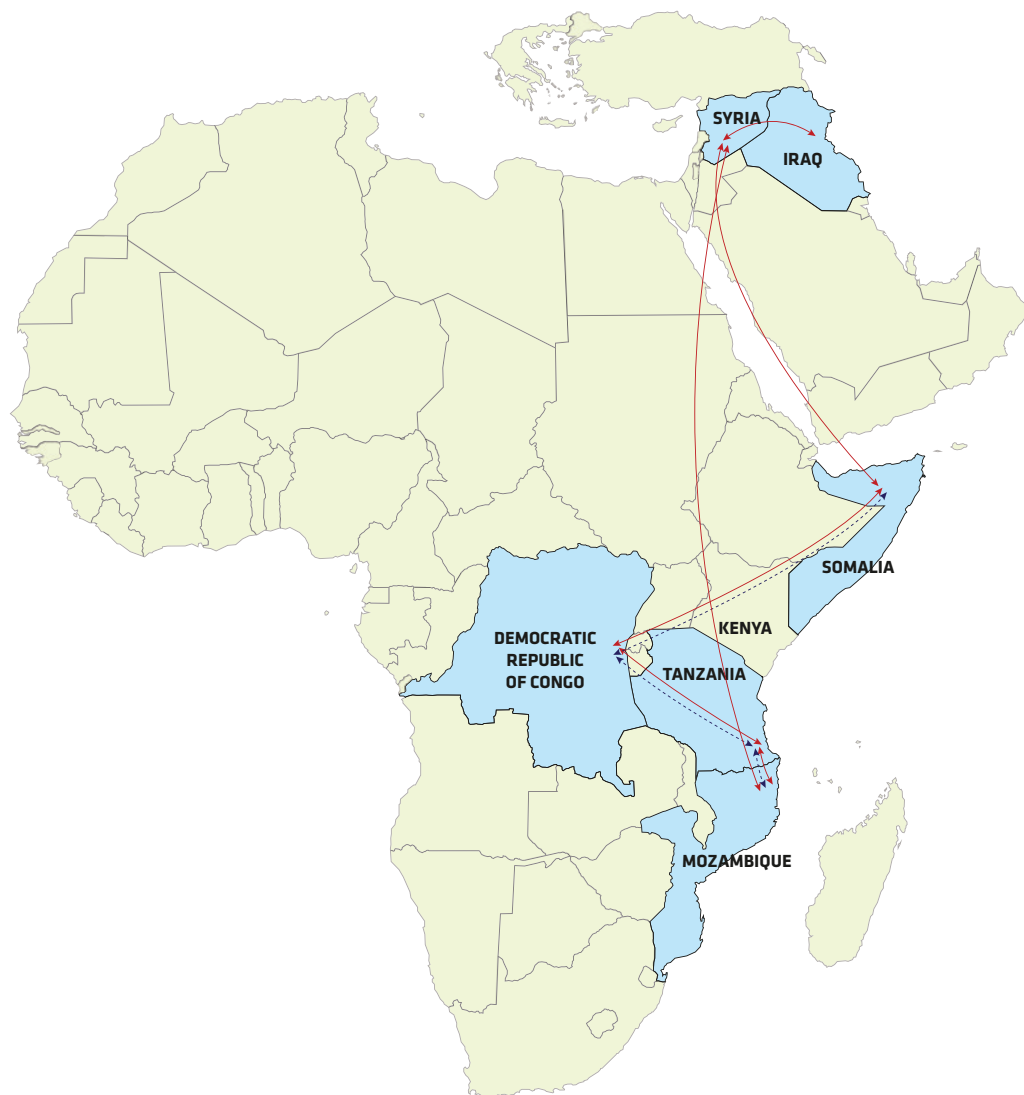 SYRIA
IRAQ
SOMALIA
KENYA
DEMOCRATIC
REPUBLIC
OF CONGO
TANZANIA
MOZAMBIQUE